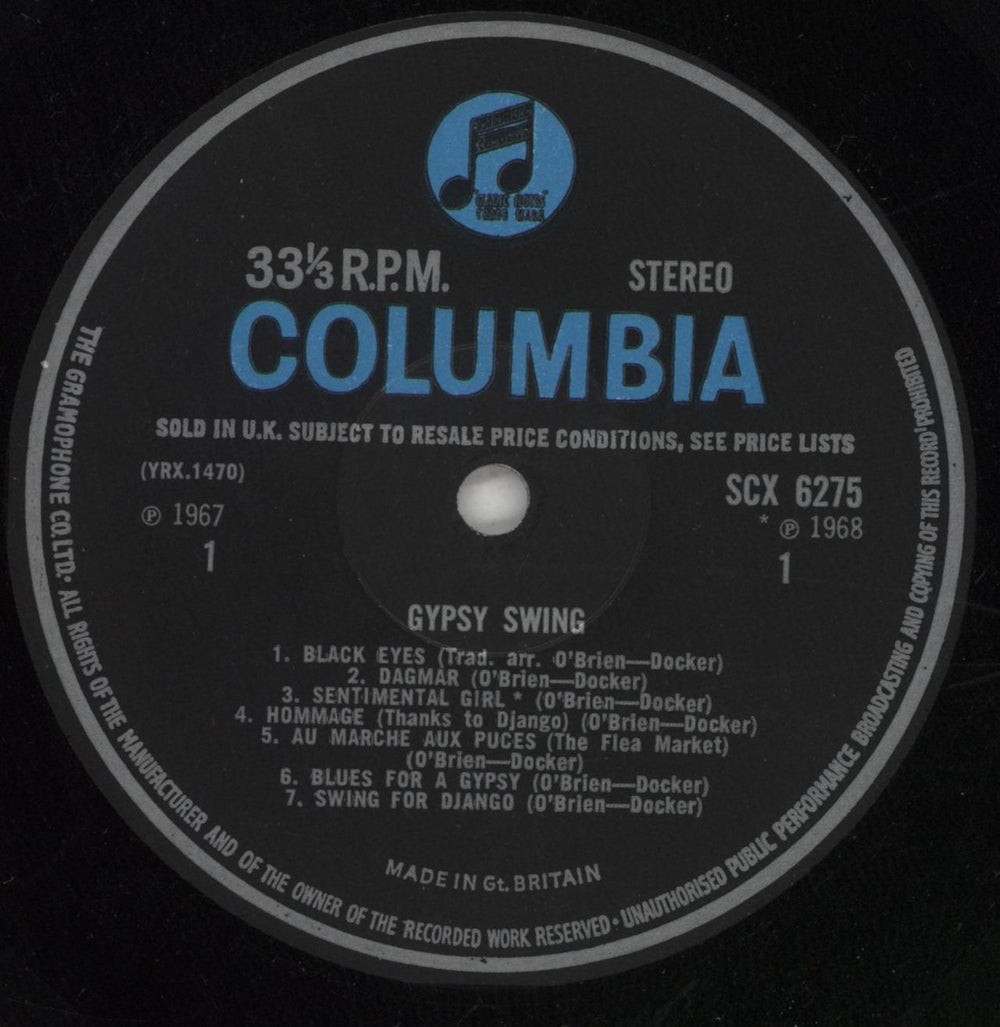 "MAGIC NOTES"
TRADE MARK
33⅓ R.P.M.
STEREO
COLUMBIA
SOLD IN U.K. SUBJECT TO RESALE PRICE CONDITIONS, SEE PRICE LISTS
(YRX.1470)
SCX 6275
℗ 1967
* ℗ 1968
1
1
GYPSY SWING
1. BLACK EYES (Trad. arr. O'Brien—Docker)
2. DAGMAR (O'Brien—Docker)
3. SENTIMENTAL GIRL * (O'Brien—Docker)
4. HOMMAGE (Thanks to Django) (O'Brien—Docker)
5. AU MARCHE AUX PUCES (The Flea Market)
(O'Brien—Docker)
6. BLUES FOR A GYPSY (O'Brien—Docker)
7. SWING FOR DJANGO (O'Brien—Docker)
MADE IN Gt. BRITAIN
THE GRAMOPHONE CO. LTD. · ALL RIGHTS OF THE MANUFACTURER AND OF THE OWNER OF THE RECORDED WORK RESERVED · UNAUTHORISED PUBLIC PERFORMANCE BROADCASTING AND COPYING OF THIS RECORD PROHIBITED